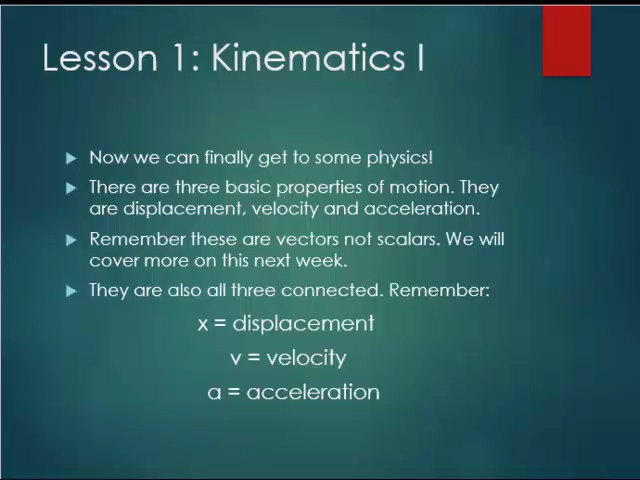 Lesson 1: Kinematics I
Now we can finally get to some physics!
There are three basic properties of motion. They
are displacement, velocity and acceleration.
Remember these are vectors not scalars. We will
cover more on this next week.
They are also all three connected. Remember:
x = displacement
v = velocity
a = acceleration